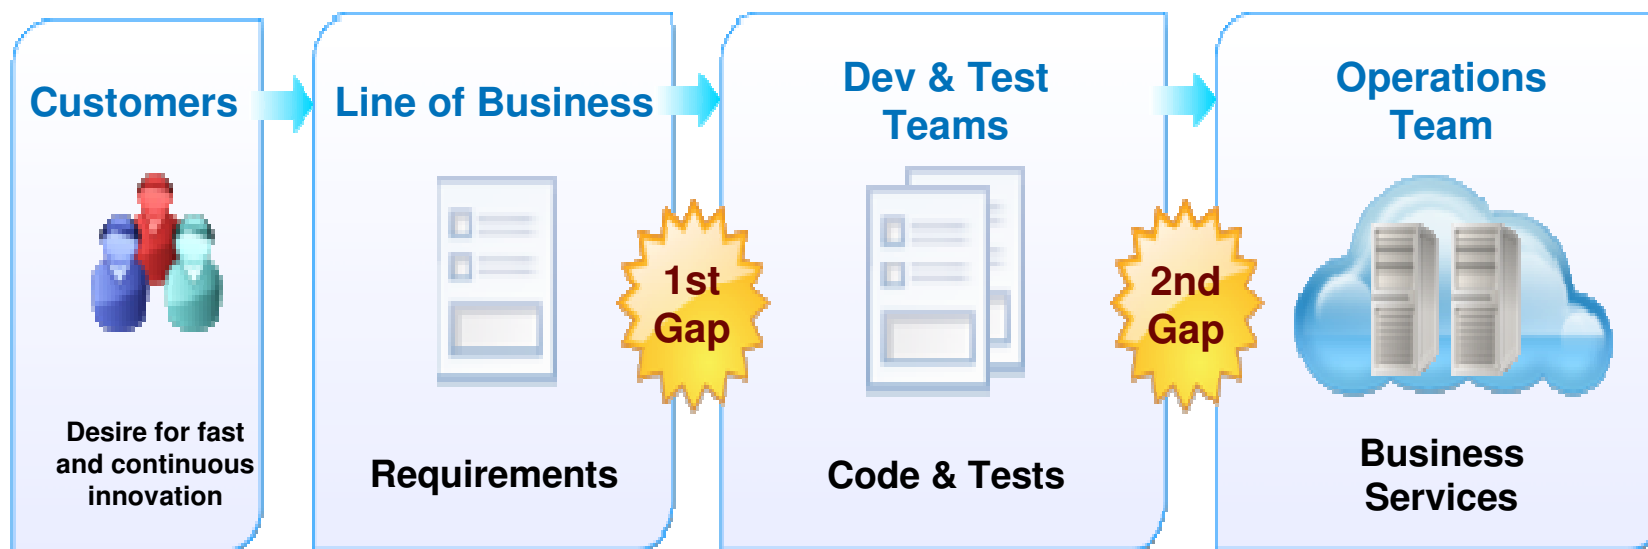 Customers
Desire for fast
and continuous
innovation
Line of Business
Requirements
1st
Gap
Dev & Test
Teams
Code & Tests
2nd
Gap
Operations
Team
Business
Services